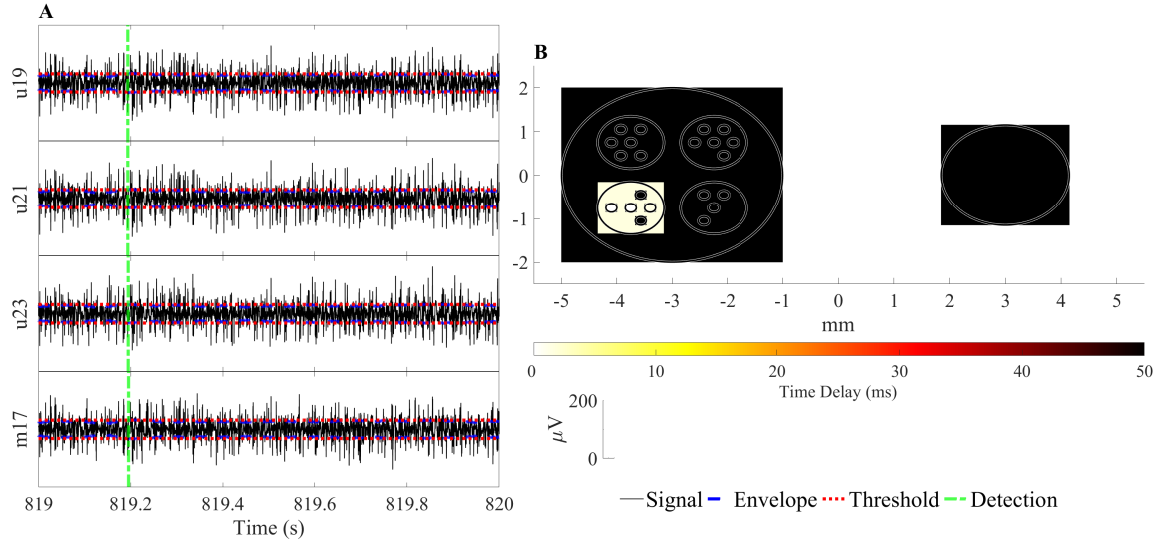 A
u19
u21
u23
m17
819 819.2 819.4 819.6 819.8 820
Time (s)
B
2
1
0
-1
-2
-5 -4 -3 -2 -1 0 1 2 3 4 5
mm
0 10 20 30 40 50
Time Delay (ms)
200
μV
0
Signal Envelope Threshold Detection